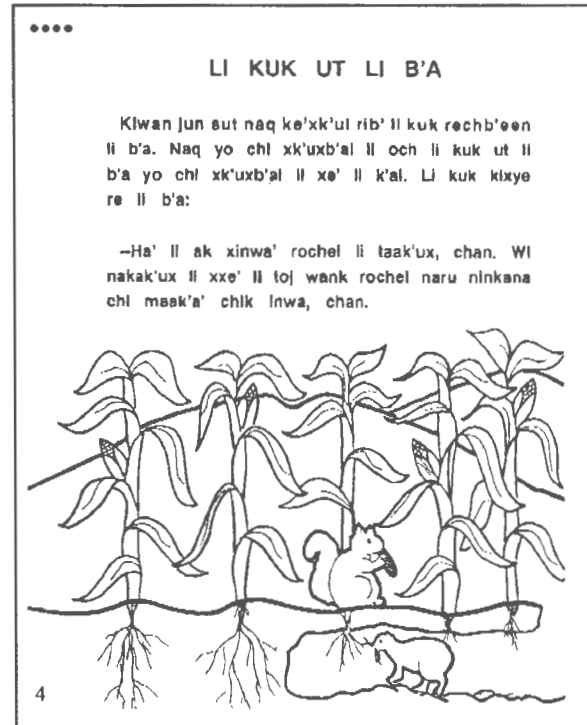 ••••
LI KUK UT LI B'A
Kiwan jun sut naq ke'xk'ul rib' li kuk rechb'een
li b'a. Naq yo chi xk'uxb'al li och li kuk ut li
b'a yo chi xk'uxb'al li xe' li k'al. Li kuk kixye
re li b'a:
–Ha' li ak xinwa' rochel li taak'ux, chan. Wi
nakak'ux li xxe' li toj wank rochel naru ninkana
chi maak'a' chik inwa, chan.
4